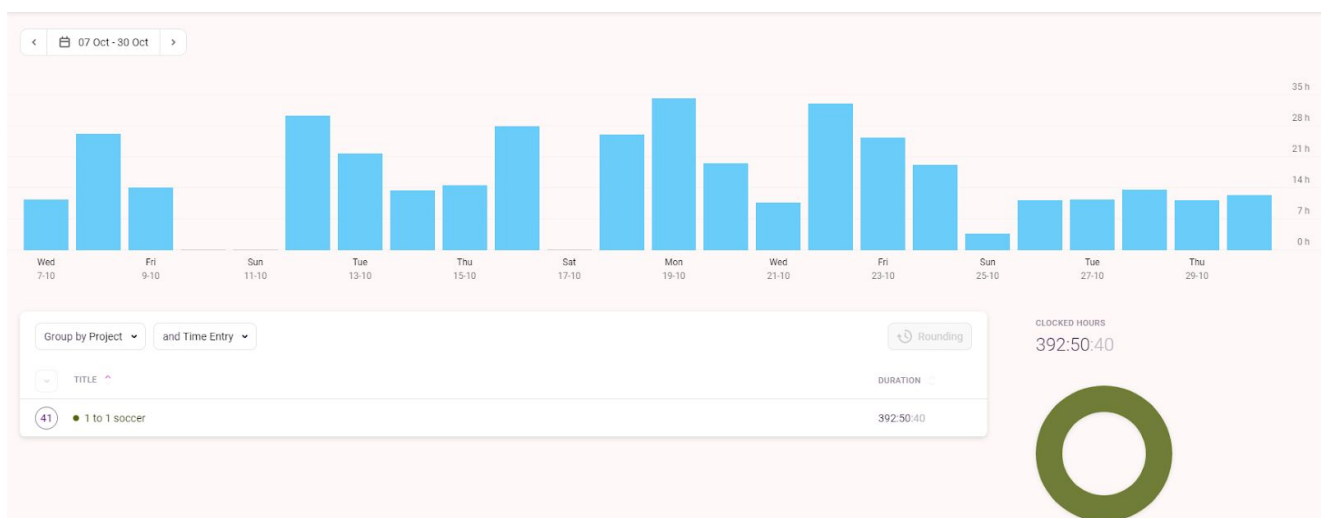 07 Oct - 30 Oct
35 h
28 h
21 h
14 h
7 h
0 h
Wed Fri Sun Tue Thu Sat Mon Wed Fri Sun Tue Thu
7-10 9-10 11-10 13-10 15-10 17-10 19-10 21-10 23-10 25-10 27-10 29-10
Group by Project and Time Entry Rounding
TITLE DURATION
41 1 to 1 soccer 392:50:40
CLOCKED HOURS
392:50:40